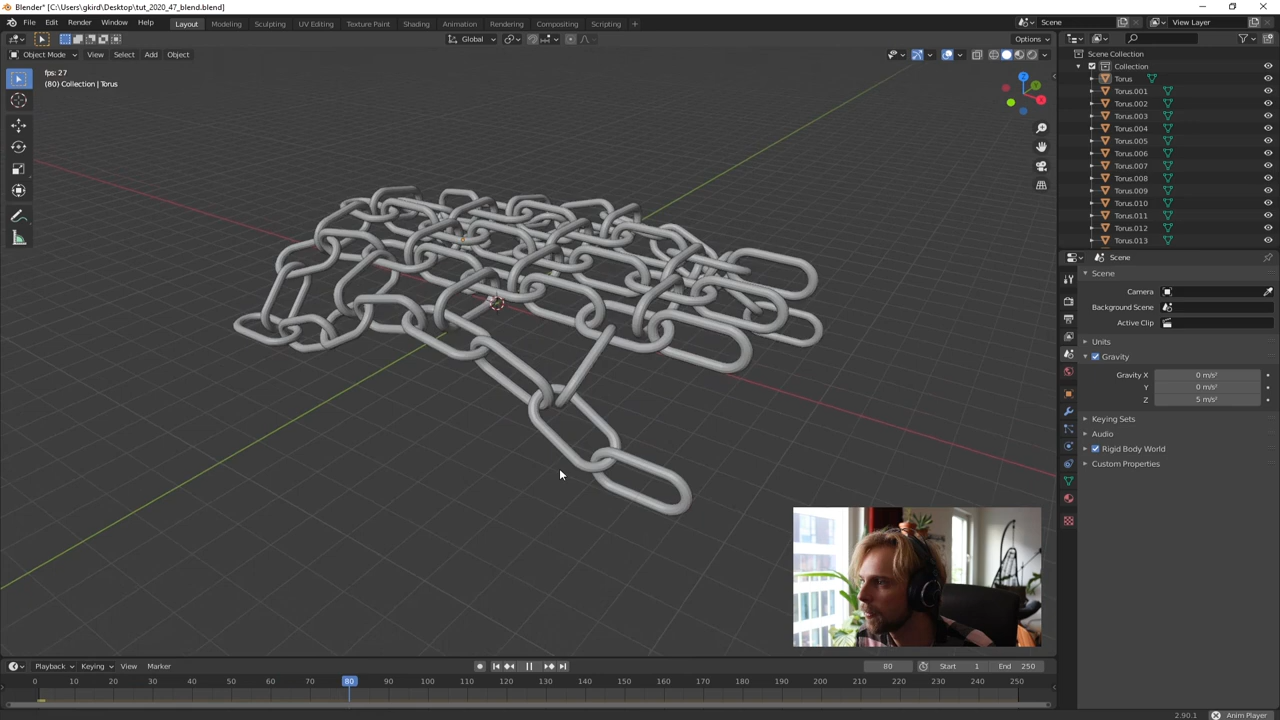 Blender* [C:\Users\gkird\Desktop\tut_2020_47_blend.blend]
File Edit Render Window Help Layout Modeling Sculpting UV Editing Texture Paint Shading Animation Rendering Compositing Scripting Scene View Layer
Global Options
Object Mode View Select Add Object
fps: 27
(80) Collection | Torus
Scene Collection
Collection
Torus
Torus.001
Torus.002
Torus.003
Torus.004
Torus.005
Torus.006
Torus.007
Torus.008
Torus.009
Torus.010
Torus.011
Torus.012
Torus.013
Scene
Scene
Camera
Background Scene
Active Clip
Units
Gravity
Gravity X 0 m/s²
Y 0 m/s²
Z 5 m/s²
Keying Sets
Audio
Rigid Body World
Custom Properties
Playback Keying View Marker 80 Start 1 End 250
0 10 20 30 40 50 60 70 80 90 100 110 120 130 140 150 160 170 180 190 200 210 220 230 240 250
2.90.1 Anim Player